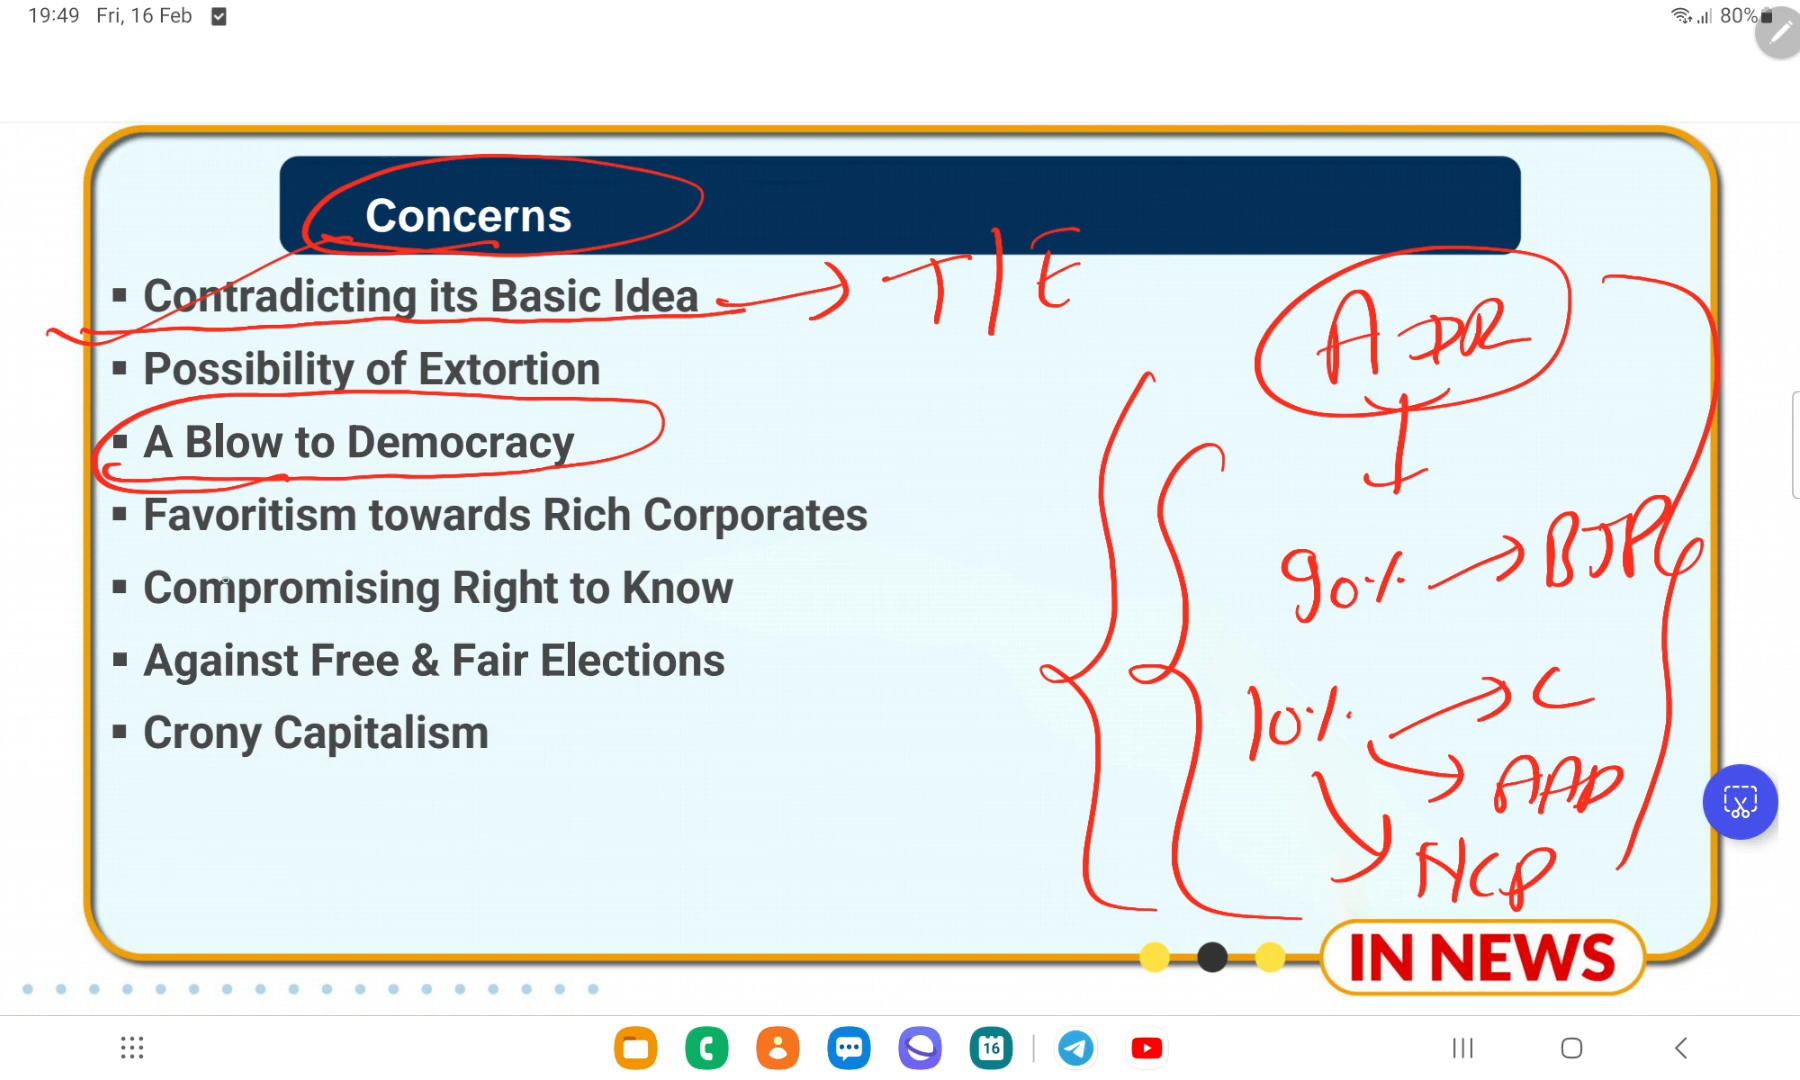 19:49 Fri, 16 Feb
80%
Concerns
▪ Contradicting its Basic Idea
T/E
▪ Possibility of Extortion
ADR
▪ A Blow to Democracy
▪ Favoritism towards Rich Corporates
90% → BJP
▪ Compromising Right to Know
▪ Against Free & Fair Elections
10% → C
▪ Crony Capitalism
AAP
NCP
IN NEWS
16